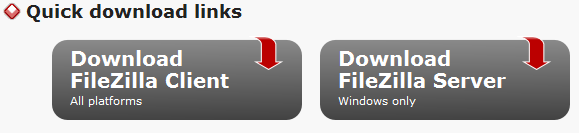 Quick download links
Download
FileZilla Client
All platforms
Download
FileZilla Server
Windows only